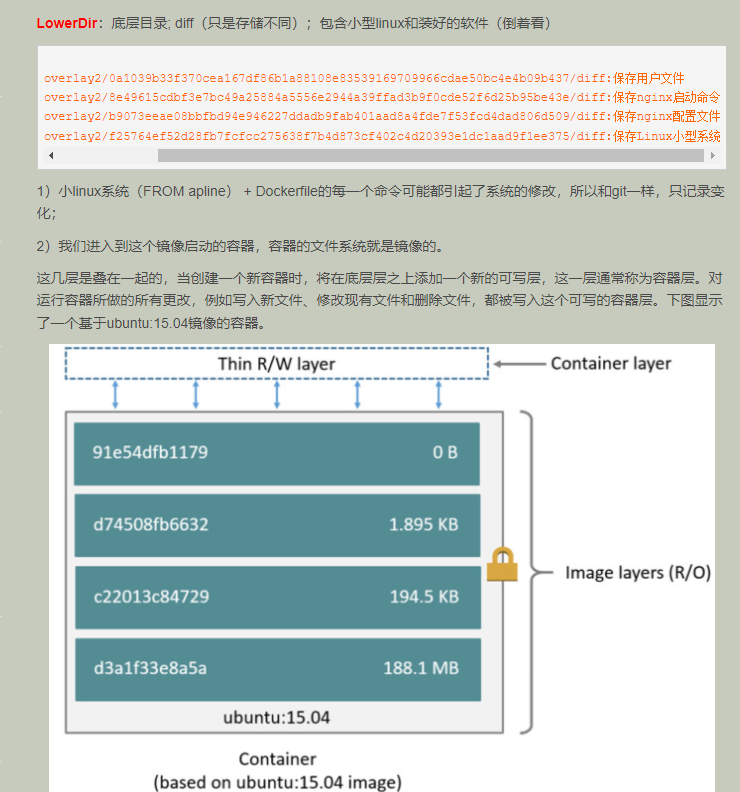 LowerDir：底层目录; diff（只是存储不同）；包含小型linux和装好的软件（倒着看）
overlay2/0a1039b33f370cea167df86b1a88108e83539169709966cdae50bc4e4b09b437/diff:保存用户文件
overlay2/8e49615cdbf3e7bc49a25884a5556e2944a39ffad3b9f0cde52f6d25b95be43e/diff:保存nginx启动命令
overlay2/b9073eeae08bbfbd94e946227ddadb9fab401aad8a4fde7f53fcd4dad806d509/diff:保存nginx配置文件
overlay2/f25764ef52d28fb7fcfcc275638f7b4d873cf402c4d20393e1dc1aad9f1ee375/diff:保存Linux小型系统
1）小linux系统（FROM apline） + Dockerfile的每一个命令可能都引起了系统的修改，所以和git一样，只记录变
化；
2）我们进入到这个镜像启动的容器，容器的文件系统就是镜像的。
这几层是叠在一起的，当创建一个新容器时，将在底层层之上添加一个新的可写层，这一层通常称为容器层。对
运行容器所做的所有更改，例如写入新文件、修改现有文件和删除文件，都被写入这个可写的容器层。下图显示
了一个基于ubuntu:15.04镜像的容器。
Thin R/W layer
Container layer
91e54dfb1179 0 B
d74508fb6632 1.895 KB
c22013c84729 194.5 KB
Image layers (R/O)
d3a1f33e8a5a 188.1 MB
ubuntu:15.04
Container
(based on ubuntu:15.04 image)